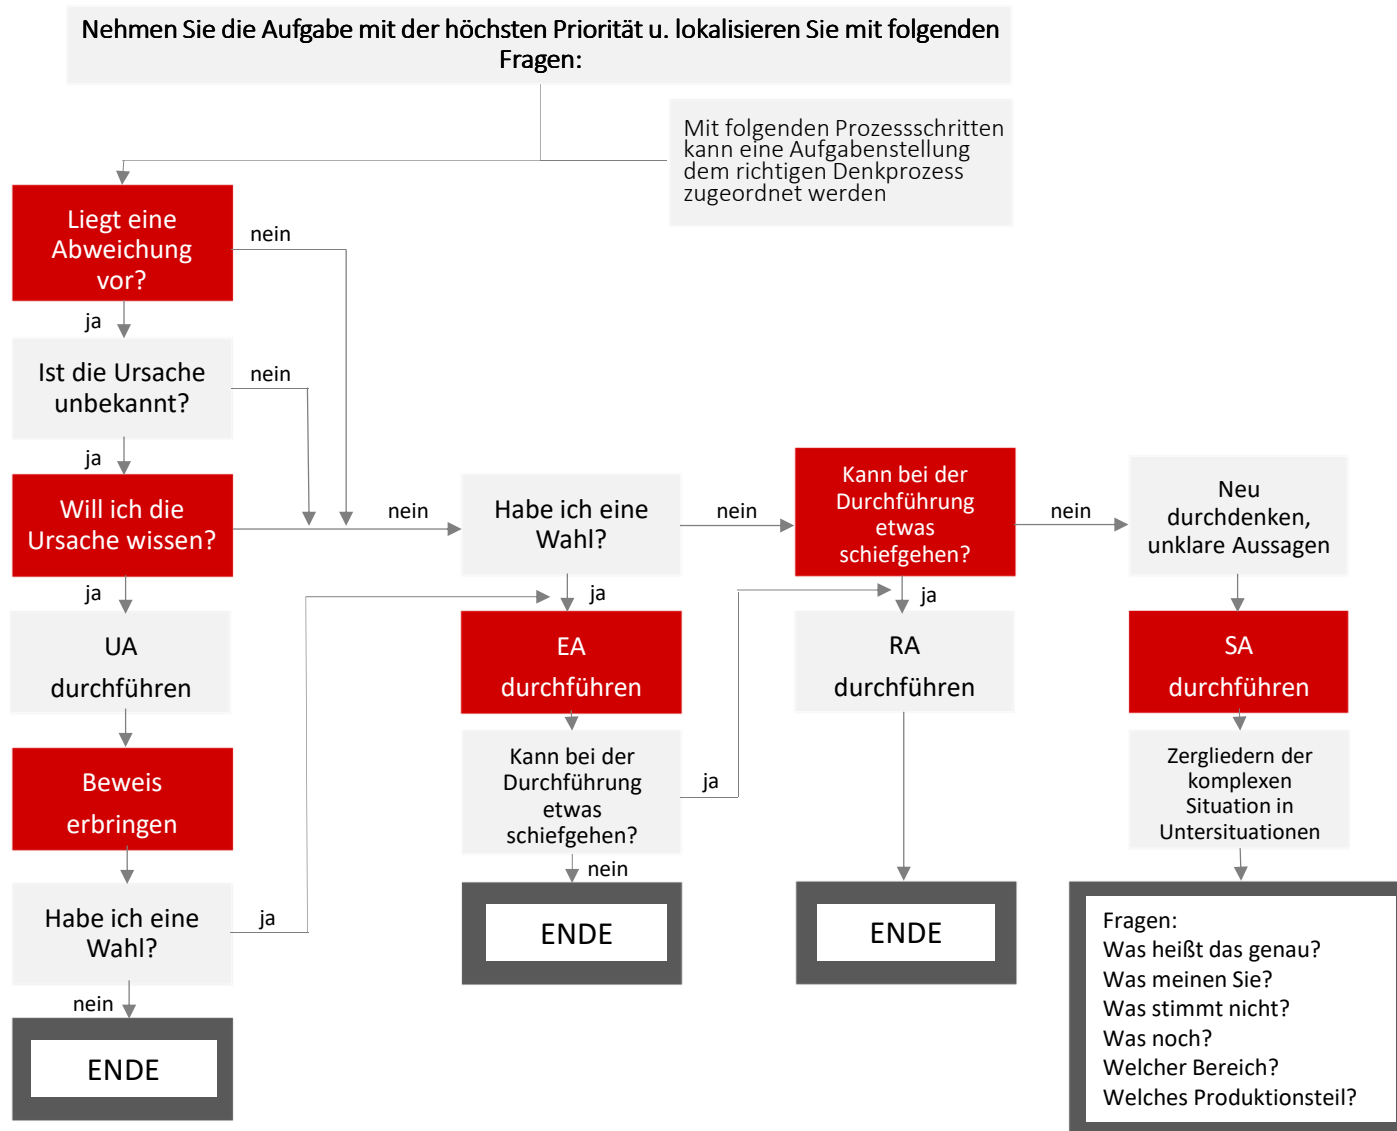 Nehmen Sie die Aufgabe mit der höchsten Priorität u. lokalisieren Sie mit folgenden
Fragen:
Mit folgenden Prozessschritten
kann eine Aufgabenstellung
dem richtigen Denkprozess
zugeordnet werden
Liegt eine
Abweichung
vor?
nein
ja
Ist die Ursache
unbekannt?
nein
ja
Will ich die
Ursache wissen?
nein
ja
UA
durchführen
Beweis
erbringen
Habe ich eine
Wahl?
ja
nein
ENDE
Habe ich eine
Wahl?
nein
ja
EA
durchführen
Kann bei der
Durchführung
etwas
schiefgehen?
ja
nein
ENDE
Kann bei der
Durchführung
etwas
schiefgehen?
nein
ja
RA
durchführen
ENDE
Neu
durchdenken,
unklare Aussagen
SA
durchführen
Zergliedern der
komplexen
Situation in
Untersituationen
Fragen:
Was heißt das genau?
Was meinen Sie?
Was stimmt nicht?
Was noch?
Welcher Bereich?
Welches Produktionsteil?